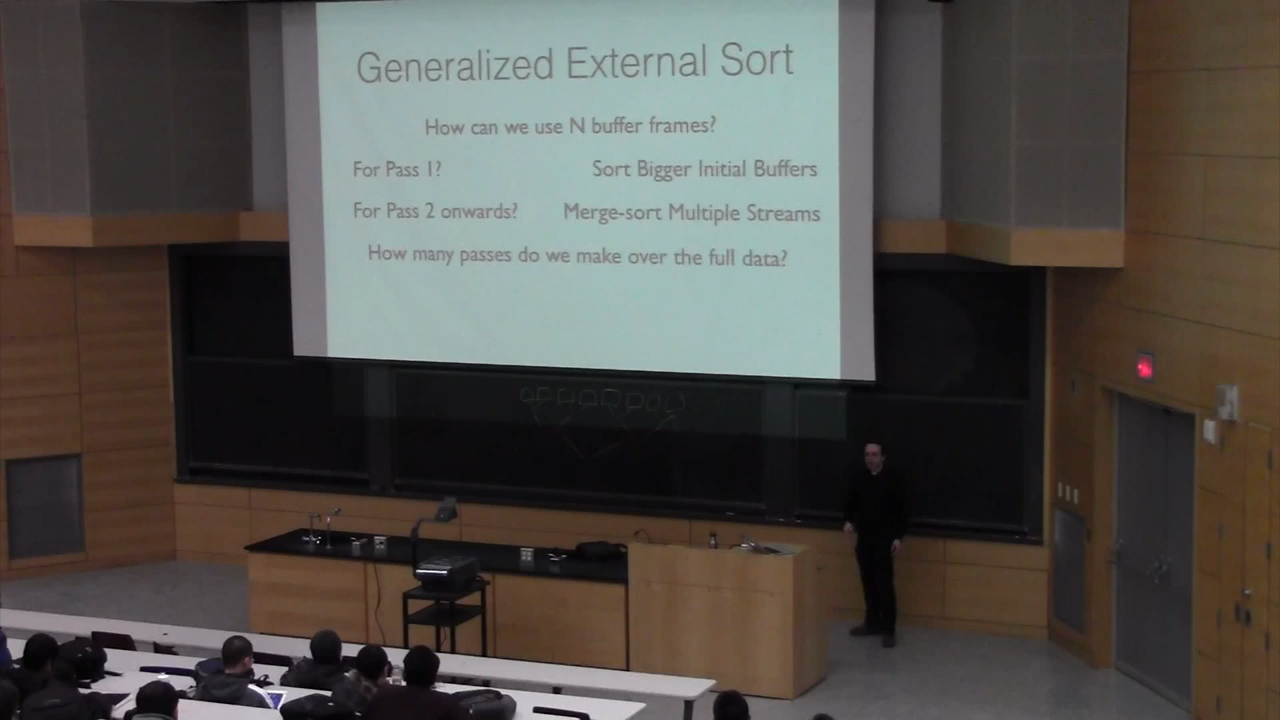 Generalized External Sort
How can we use N buffer frames?
For Pass 1? Sort Bigger Initial Buffers
For Pass 2 onwards? Merge-sort Multiple Streams
How many passes do we make over the full data?